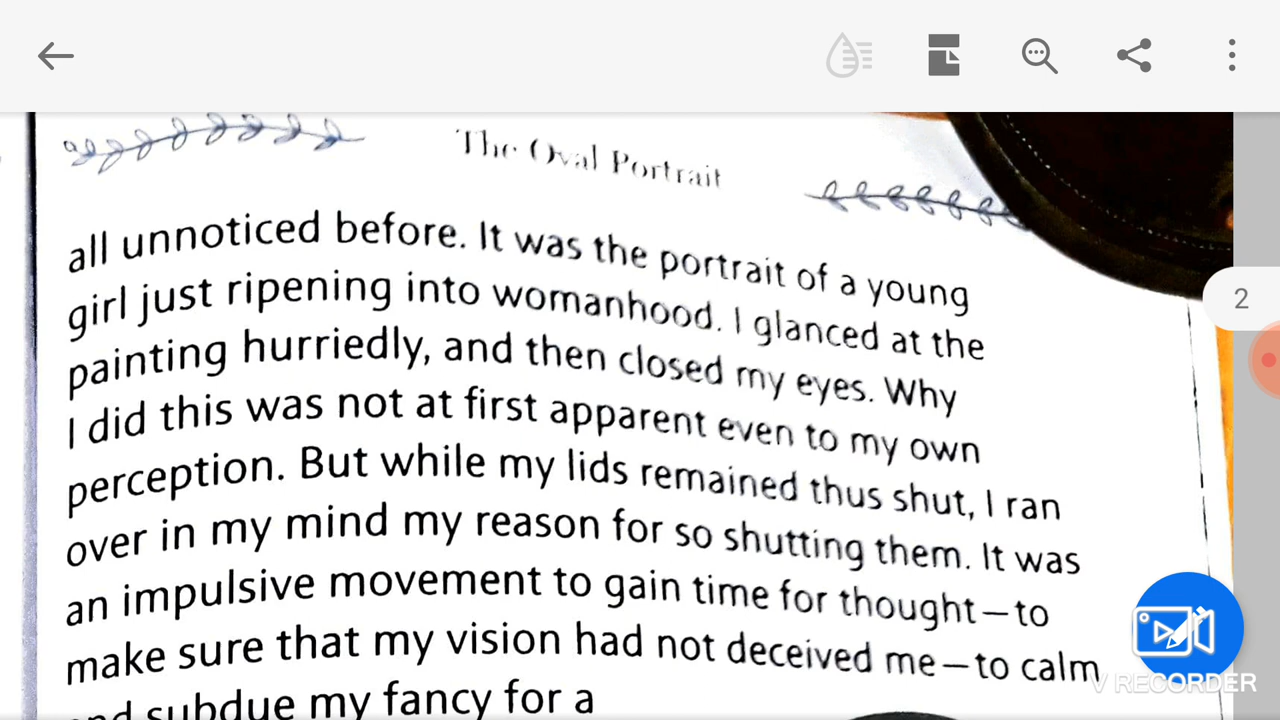 The Oval Portrait
all unnoticed before. It was the portrait of a young
girl just ripening into womanhood. I glanced at the
2
painting hurriedly, and then closed my eyes. Why
I did this was not at first apparent even to my own
perception. But while my lids remained thus shut, I ran
over in my mind my reason for so shutting them. It was
an impulsive movement to gain time for thought—to
make sure that my vision had not deceived me—to calm
and subdue my fancy for a
V RECORDER